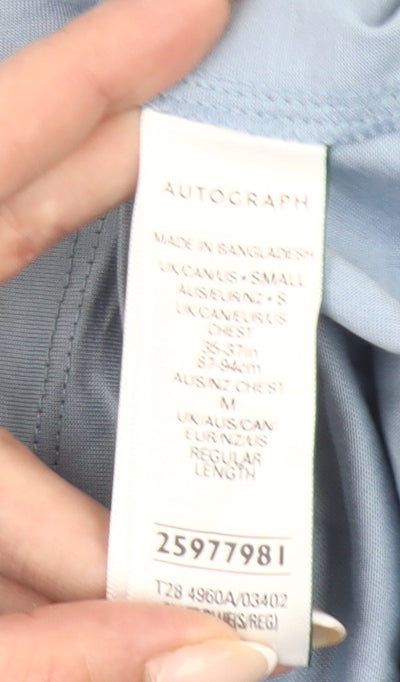 AUTOGRAPH
MADE IN BANGLADESH
UK/CAN/US • SMALL
AUS/EUR/NZ • S
UK/CAN/EUR/US
CHEST
35-37in
87-94cm
AUS/NZ CHEST
M
UK/AUS/CAN/
EUR/NZ/US
REGULAR
LENGTH
25977981
T28 4960A/03402
(S/REG)